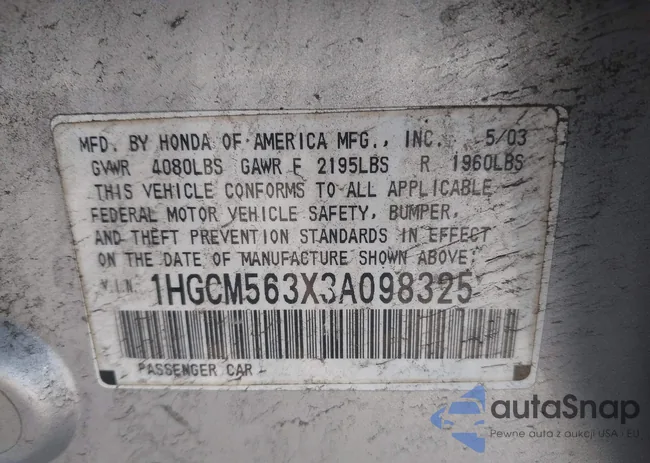 MFD. BY HONDA OF AMERICA MFG., INC. 5/03
GVWR 4080LBS GAWR F 2195LBS R 1960LBS
THIS VEHICLE CONFORMS TO ALL APPLICABLE
FEDERAL MOTOR VEHICLE SAFETY, BUMPER,
AND THEFT PREVENTION STANDARDS IN EFFECT
ON THE DATE OF MANUFACTURE SHOWN ABOVE.
V.I.N. 1HGCM563X3A098325
PASSENGER CAR
autaSnap
Pewne auta z aukcji USA i EU